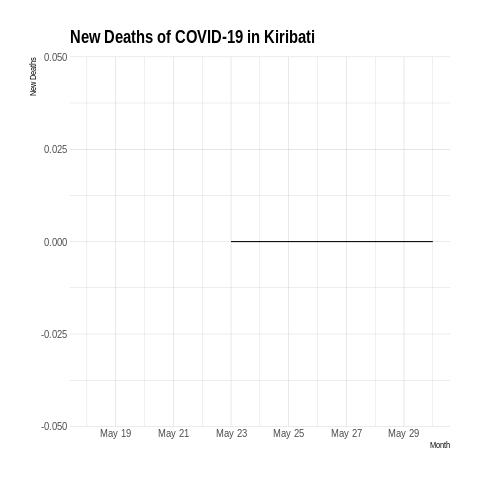 New Deaths of COVID-19 in Kiribati
New Deaths
0.050
0.025
0.000
-0.025
-0.050
May 19 May 21 May 23 May 25 May 27 May 29
Month